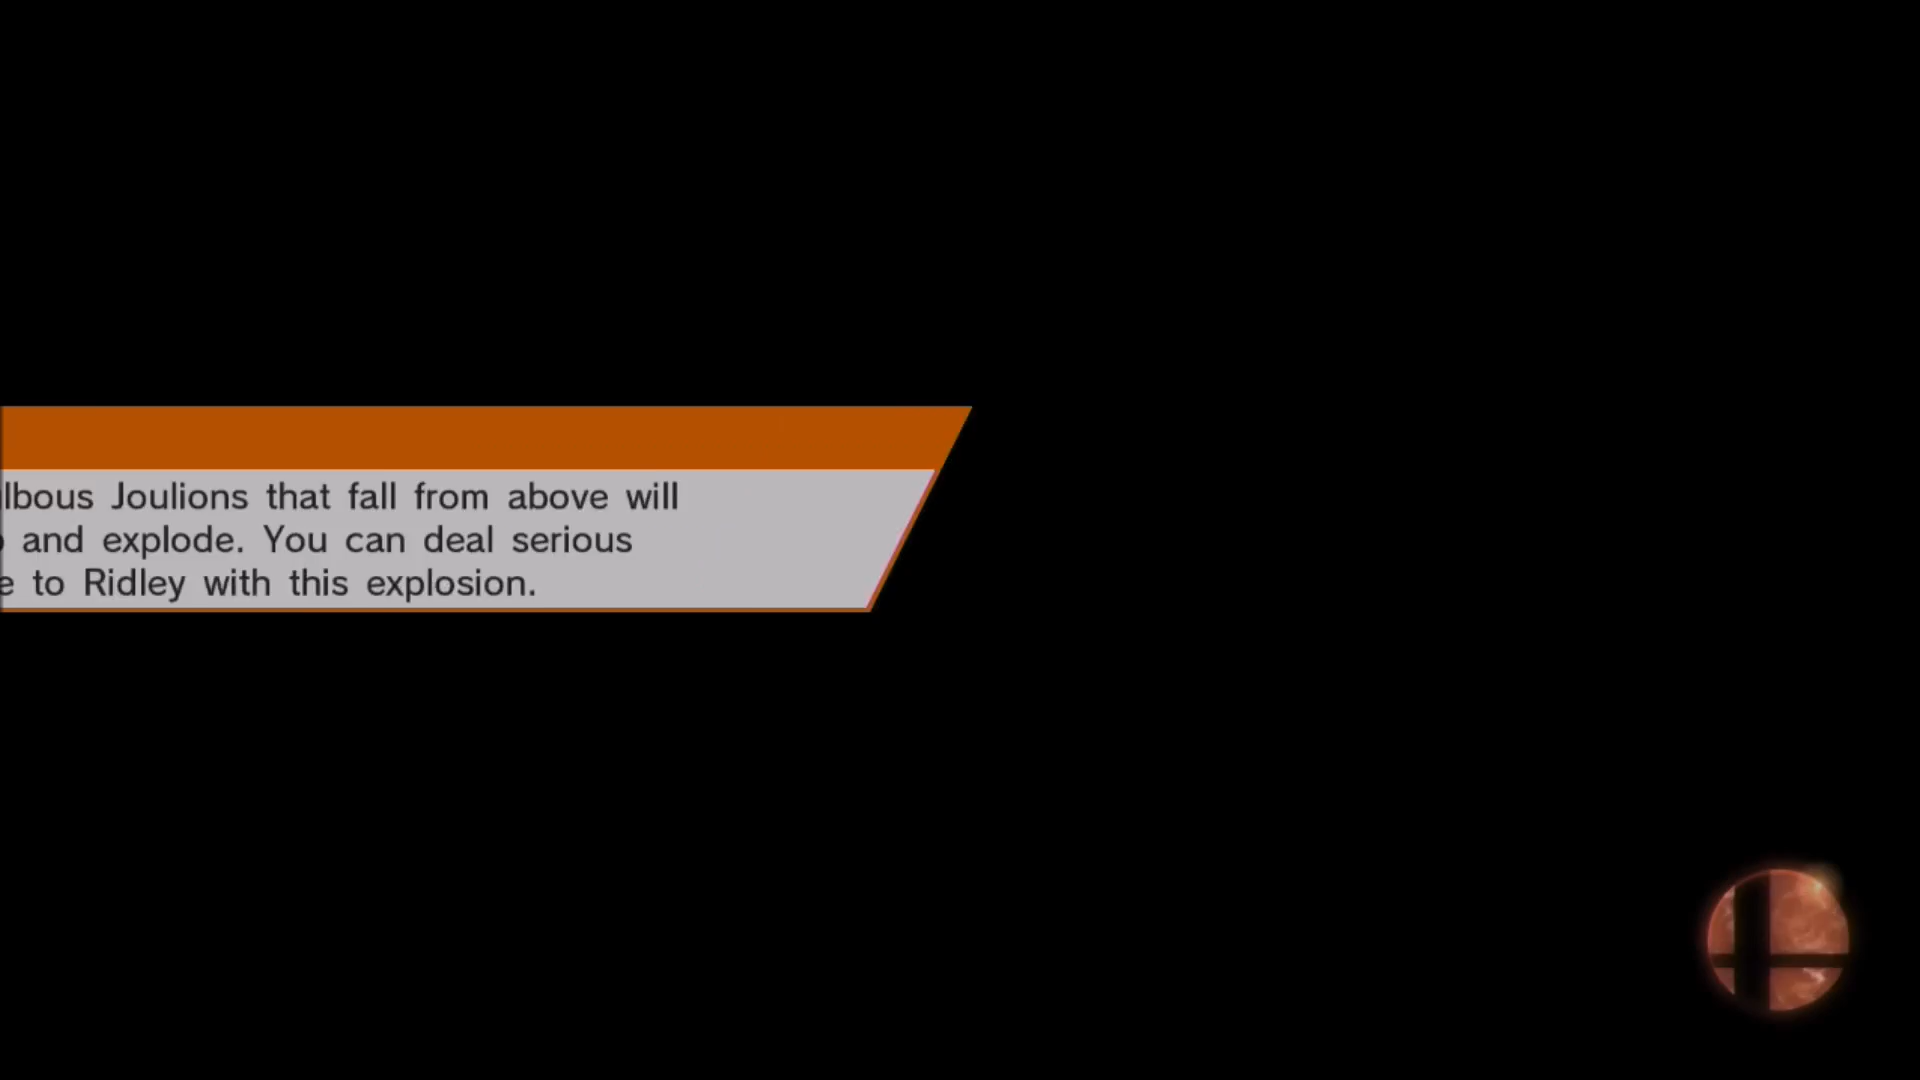 lbous Joulions that fall from above will
and explode. You can deal serious
e to Ridley with this explosion.